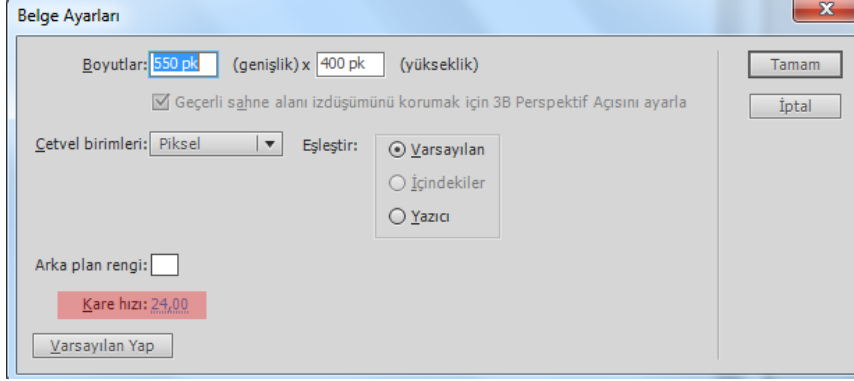 Belge Ayarları
Boyutlar: 550 pk (genişlik) x 400 pk (yükseklik)
Tamam
Geçerli sahne alanı izdüşümünü korumak için 3B Perspektif Açısını ayarla
İptal
Cetvel birimleri: Piksel Eşleştir: Varsayılan
İçindekiler
Yazıcı
Arka plan rengi:
Kare hızı: 24,00
Varsayılan Yap